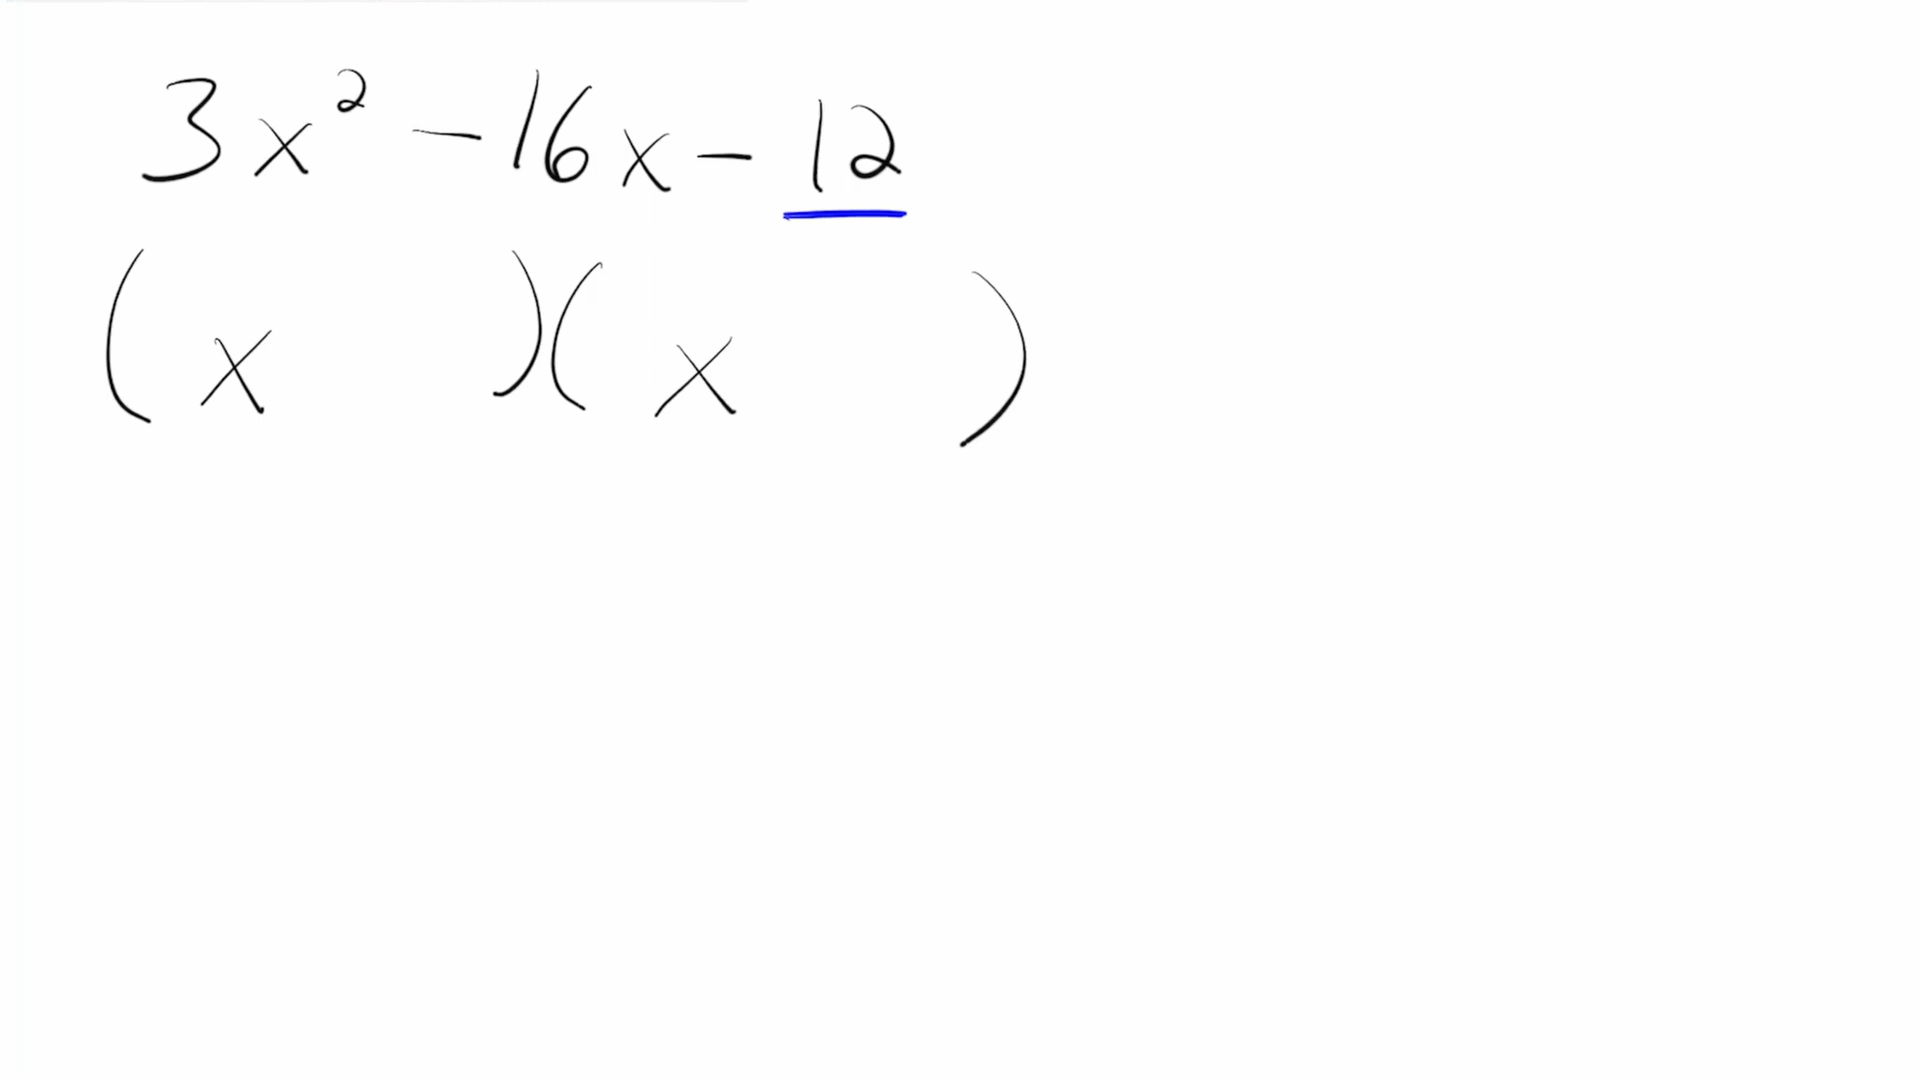 3x² - 16x - 12
( x )( x )